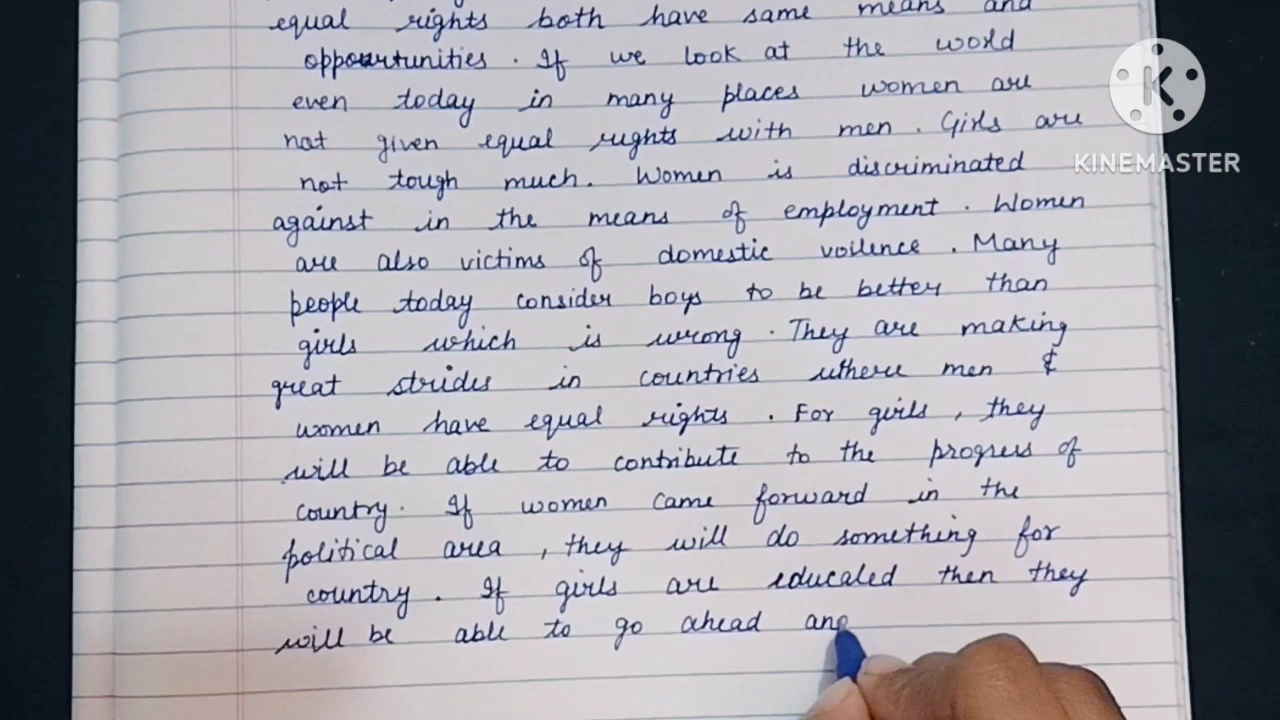 equal rights both have same means and
oppourtunities . If we look at the world
even today in many places women are
not given equal rights with men . Girls are
not tough much. Women is discriminated
against in the means of employment . Women
are also victims of domestic voilence . Many
people today consider boys to be better than
girls which is wrong . They are making
great strides in countries where men &
women have equal rights . For girls , they
will be able to contribute to the progress of
country . If women came forward in the
political area , they will do something for
country . If girls are educated then they
will be able to go ahead an
K
KINEMASTER